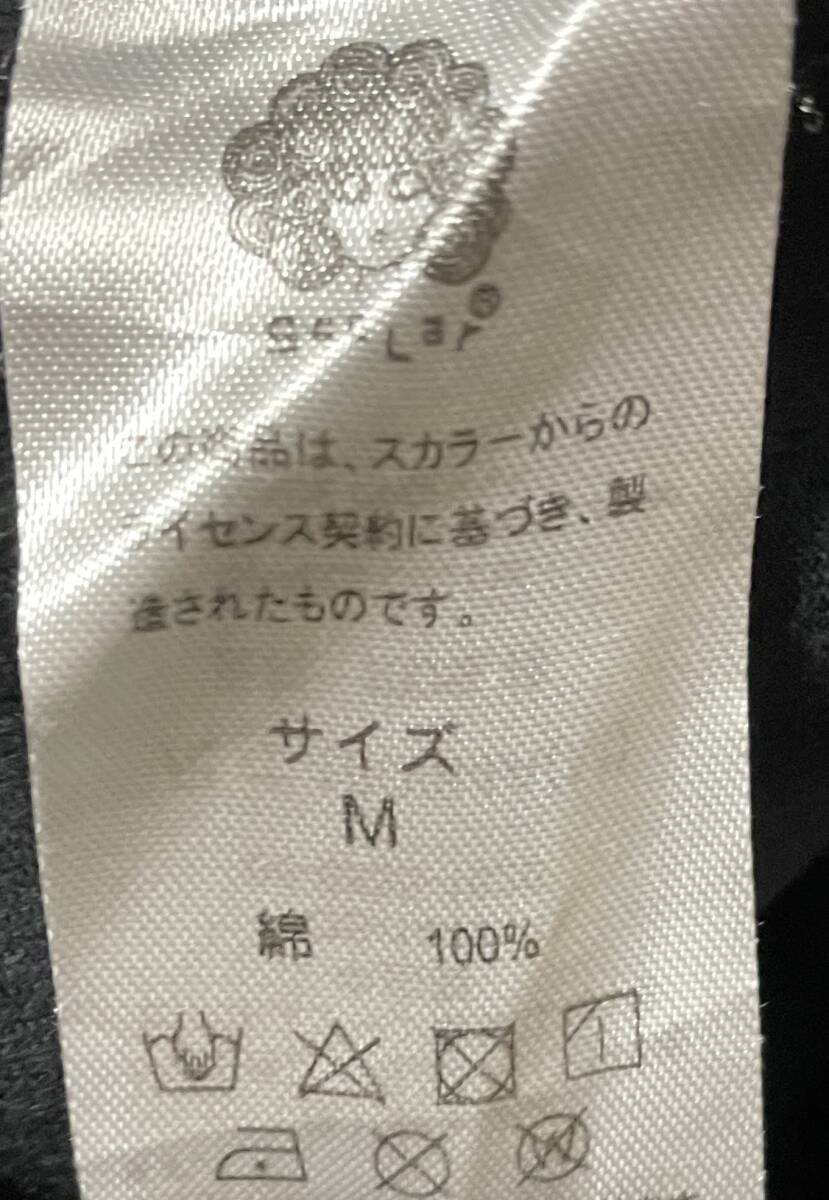 ScoLar®
この商品は、スカラーからの
ライセンス契約に基づき、製
造されたものです。
サイズ
M
綿 100%
W